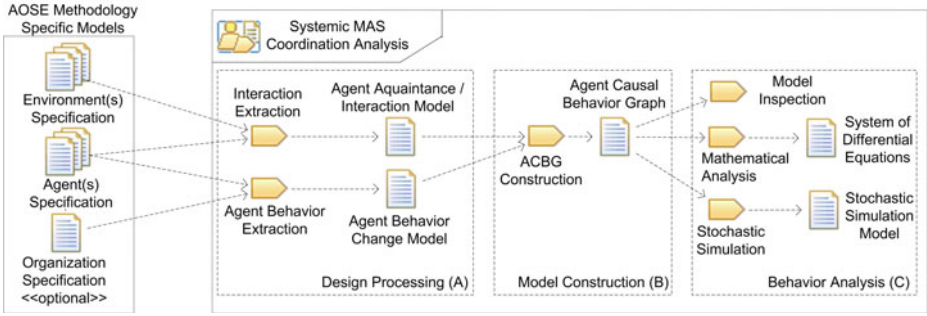 AOSE Methodology
Specific Models
Environment(s)
Specification
Agent(s)
Specification
Organization
Specification
<<optional>>
Systemic MAS
Coordination Analysis
Interaction
Extraction
Agent Aquaintance /
Interaction Model
Agent Behavior
Extraction
Agent Behavior
Change Model
Design Processing (A)
Agent Causal
Behavior Graph
ACBG
Construction
Model Construction (B)
Model
Inspection
Mathematical
Analysis
System of
Differential
Equations
Stochastic
Simulation
Stochastic
Simulation
Model
Behavior Analysis (C)